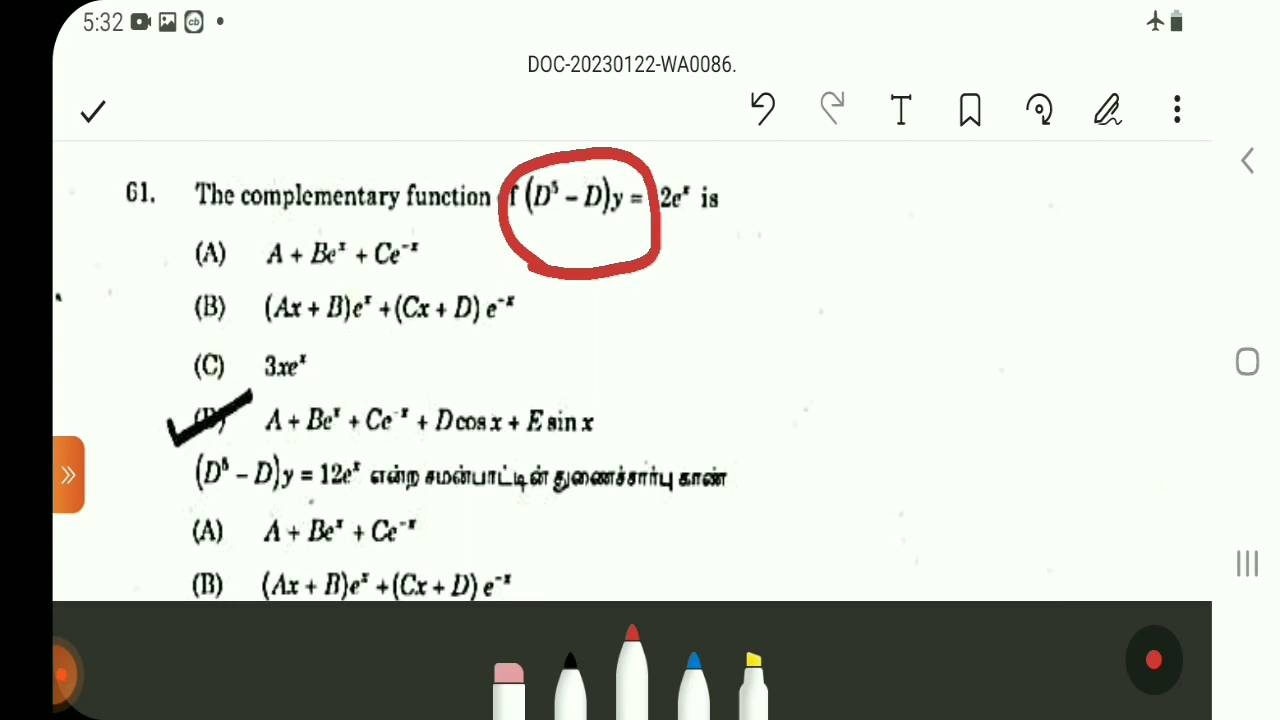 5:32
DOC-20230122-WA0086.
61. The complementary function of (D⁵ – D)y = 12eˣ is
(A) A + Beˣ + Ce⁻ˣ
(B) (Ax + B)eˣ + (Cx + D) e⁻ˣ
(C) 3xeˣ
(D) A + Beˣ + Ce⁻ˣ + D cos x + E sin x
(D⁵ – D)y = 12eˣ என்ற சமன்பாட்டின் துணைச்சார்பு காண்
(A) A + Beˣ + Ce⁻ˣ
(B) (Ax + B)eˣ + (Cx + D) e⁻ˣ